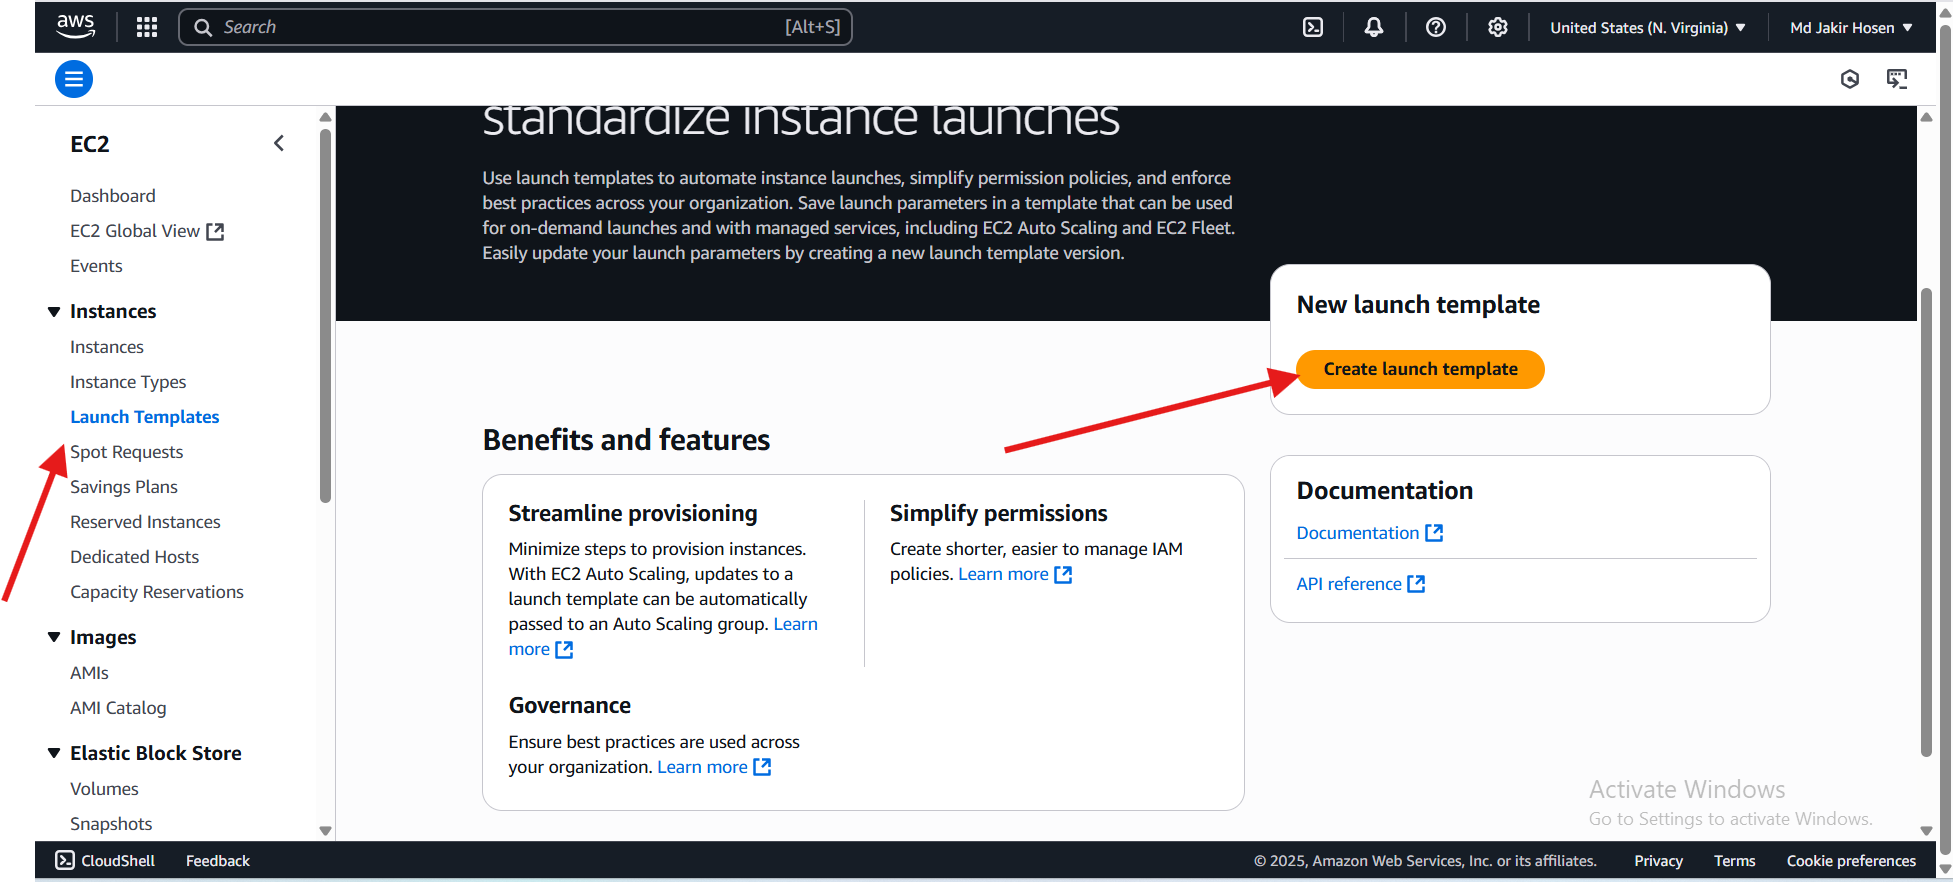 aws
Search
[Alt+S]
United States (N. Virginia)
Md Jakir Hosen
EC2
Dashboard
EC2 Global View
Events
Instances
Instances
Instance Types
Launch Templates
Spot Requests
Savings Plans
Reserved Instances
Dedicated Hosts
Capacity Reservations
Images
AMIs
AMI Catalog
Elastic Block Store
Volumes
Snapshots
standardize instance launches
Use launch templates to automate instance launches, simplify permission policies, and enforce
best practices across your organization. Save launch parameters in a template that can be used
for on-demand launches and with managed services, including EC2 Auto Scaling and EC2 Fleet.
Easily update your launch parameters by creating a new launch template version.
New launch template
Create launch template
Benefits and features
Streamline provisioning
Minimize steps to provision instances.
With EC2 Auto Scaling, updates to a
launch template can be automatically
passed to an Auto Scaling group. Learn
more
Simplify permissions
Create shorter, easier to manage IAM
policies. Learn more
Governance
Ensure best practices are used across
your organization. Learn more
Documentation
Documentation
API reference
Activate Windows
Go to Settings to activate Windows.
CloudShell
Feedback
© 2025, Amazon Web Services, Inc. or its affiliates.
Privacy
Terms
Cookie preferences